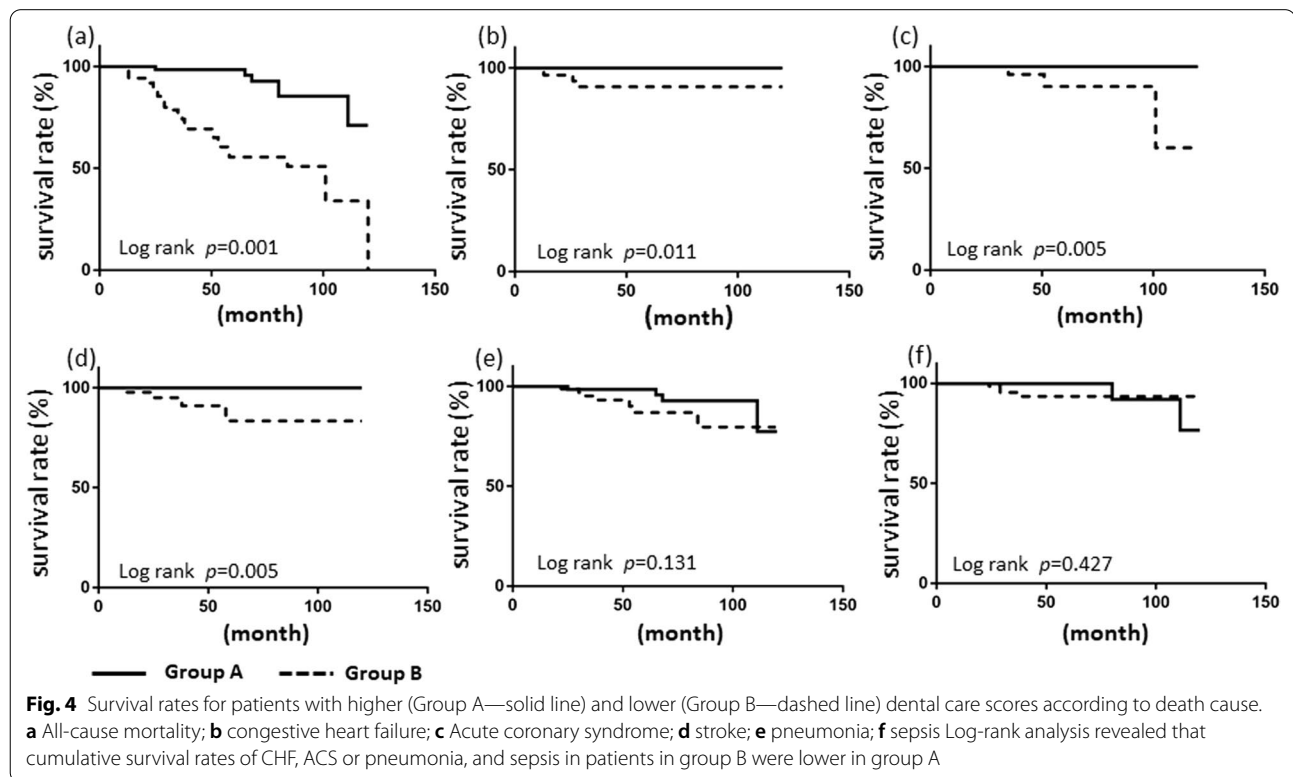 (a)
survival rate (%)
100
50
0
Log rank p=0.001
0 50 100 150
(month)
(b)
survival rate (%)
100
50
0
Log rank p=0.011
0 50 100 150
(month)
(c)
survival rate (%)
100
50
0
Log rank p=0.005
0 50 100 150
(month)
(d)
survival rate (%)
100
50
0
Log rank p=0.005
0 50 100 150
(month)
(e)
survival rate (%)
100
50
0
Log rank p=0.131
0 50 100 150
(month)
(f)
survival rate (%)
100
50
0
Log rank p=0.427
0 50 100 150
(month)
Group A Group B
Fig. 4 Survival rates for patients with higher (Group A—solid line) and lower (Group B—dashed line) dental care scores according to death cause.
a All-cause mortality; b congestive heart failure; c Acute coronary syndrome; d stroke; e pneumonia; f sepsis Log-rank analysis revealed that
cumulative survival rates of CHF, ACS or pneumonia, and sepsis in patients in group B were lower in group A